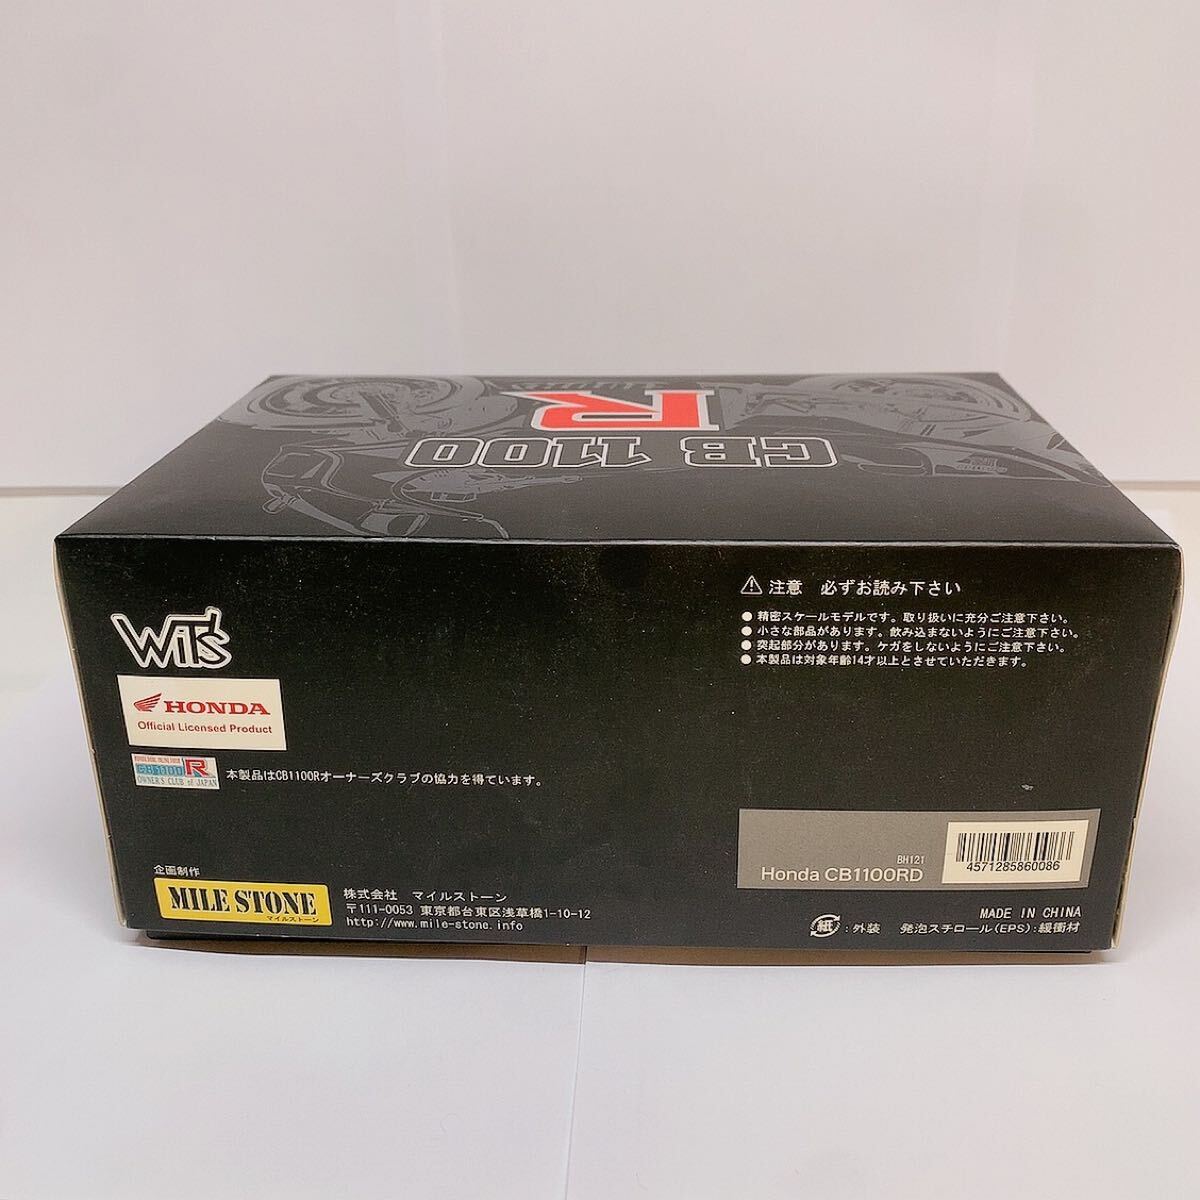 CB 1100
R
WiT's
HONDA
Official Licensed Product
CB1100R
OWNER'S CLUB of JAPAN
本製品はCB1100Rオーナーズクラブの協力を得ています。
企画制作
MILE STONE
マイルストーン
株式会社 マイルストーン
〒111-0053 東京都台東区浅草橋1-10-12
http://www.mile-stone.info
⚠ 注意 必ずお読み下さい
● 精密スケールモデルです。取り扱いに充分ご注意下さい。
● 小さな部品があります。飲み込まないようにご注意下さい。
● 突起部分があります。ケガをしないようにご注意下さい。
● 本製品は対象年齢14才以上とさせていただきます。
BH121
Honda CB1100RD
4571285860086
MADE IN CHINA
紙:外装 発泡スチロール(EPS):緩衝材